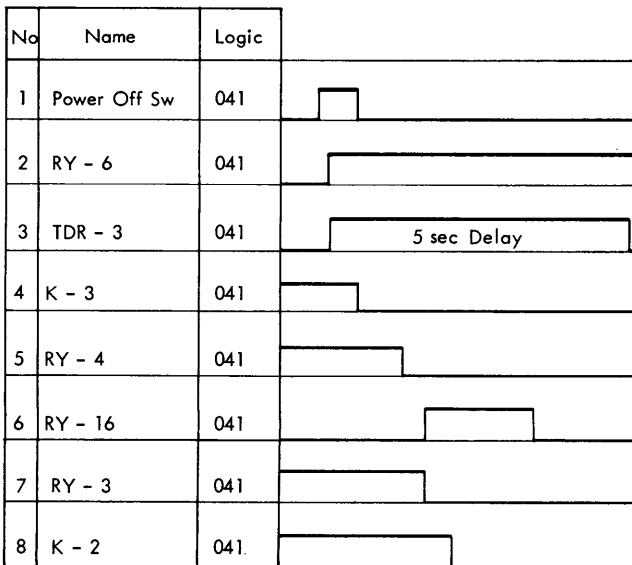 No Name Logic
1 Power Off Sw 041
2 RY - 6 041
3 TDR - 3 041 5 sec Delay
4 K - 3 041
5 RY - 4 041
6 RY - 16 041
7 RY - 3 041
8 K - 2 041